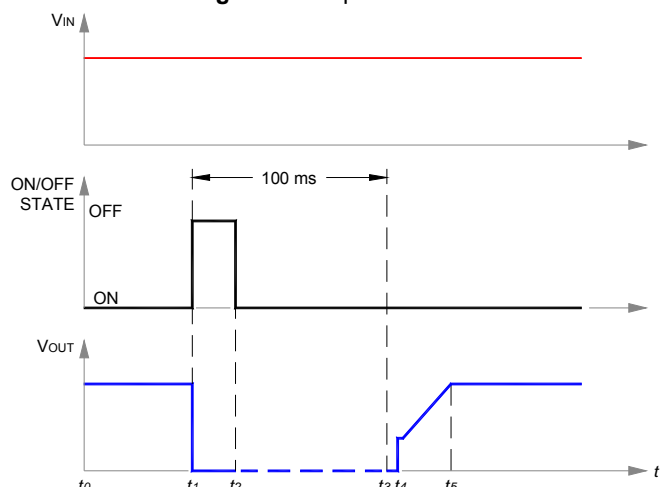 VIN
100 ms
ON/OFF
STATE
OFF
ON
VOUT
t
t0 t1 t2 t3 t4 t5